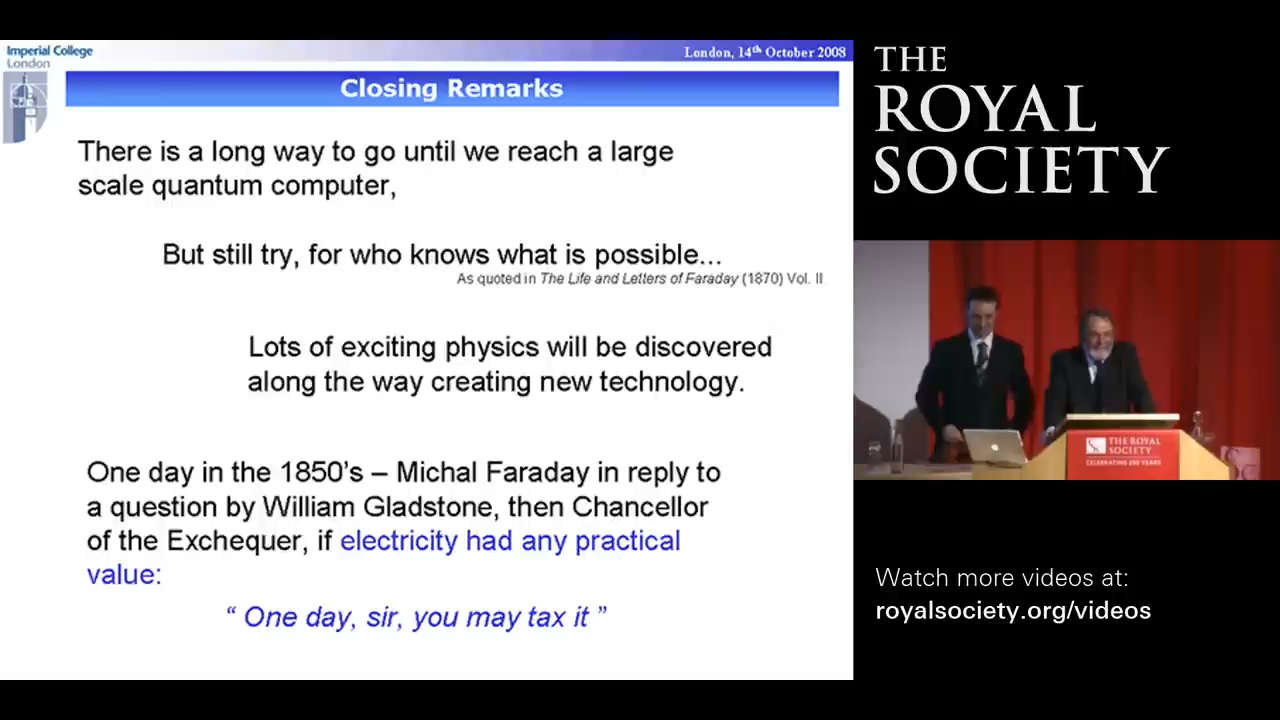 Imperial College
London
London, 14th October 2008
Closing Remarks
There is a long way to go until we reach a large
scale quantum computer,
But still try, for who knows what is possible...
As quoted in The Life and Letters of Faraday (1870) Vol. II
Lots of exciting physics will be discovered
along the way creating new technology.
One day in the 1850's – Michal Faraday in reply to
a question by William Gladstone, then Chancellor
of the Exchequer, if electricity had any practical
value:
“ One day, sir, you may tax it ”
THE
ROYAL
SOCIETY
THE ROYAL
SOCIETY
CELEBRATING 350 YEARS
Watch more videos at:
royalsociety.org/videos